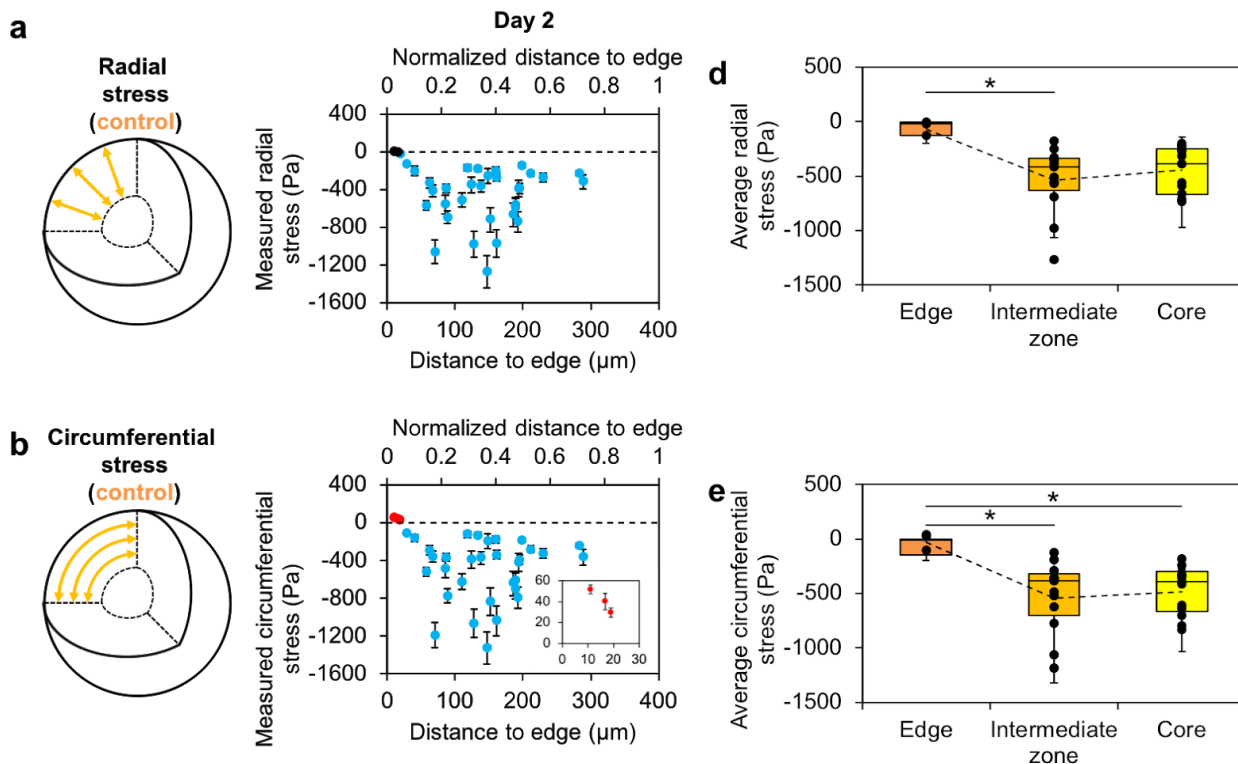 a
Day 2
Radial
stress
(control)
Normalized distance to edge
0 0.2 0.4 0.6 0.8 1
Measured radial
stress (Pa)
400
0
-400
-800
-1200
-1600
0 100 200 300 400
Distance to edge (µm)
d
Average radial
stress (Pa)
500
0
-500
-1000
-1500
*
Edge Intermediate Core
zone
b
Circumferential
stress
(control)
Normalized distance to edge
0 0.2 0.4 0.6 0.8 1
Measured circumferential
stress (Pa)
400
0
-400
-800
-1200
-1600
60
40
20
0
0 10 20 30
0 100 200 300 400
Distance to edge (µm)
e
Average circumferential
stress (Pa)
500
0
-500
-1000
-1500
*
*
Edge Intermediate Core
zone